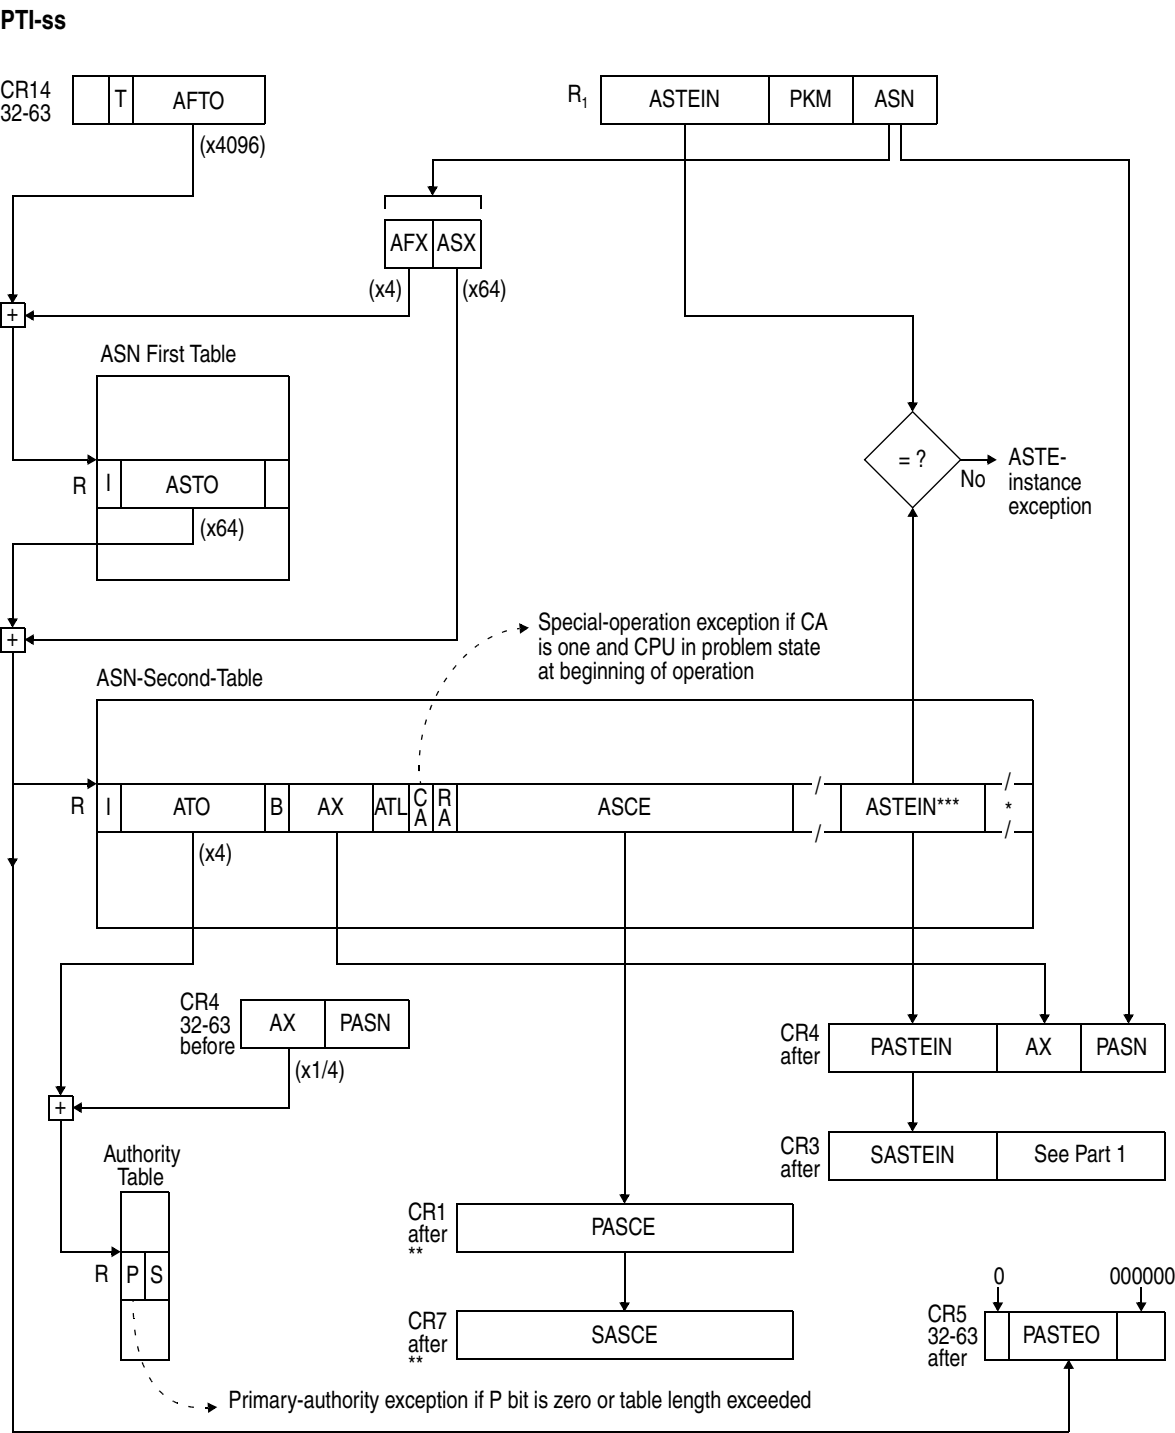 PTI-ss
CR14
32-63
T
AFTO
(x4096)
R1
ASTEIN
PKM
ASN
AFX
ASX
(x4)
(x64)
+
ASN First Table
R
I
ASTO
(x64)
= ?
No
ASTE-
instance
exception
+
Special-operation exception if CA
is one and CPU in problem state
at beginning of operation
ASN-Second-Table
R
I
ATO
B
AX
ATL
CA
RA
ASCE
/
/
ASTEIN***
/
*
/
(x4)
CR4
32-63
before
AX
PASN
(x1/4)
CR4
after
PASTEIN
AX
PASN
+
Authority
Table
CR3
after
SASTEIN
See Part 1
CR1
after
**
PASCE
R
P
S
0
000000
CR7
after
**
SASCE
CR5
32-63
after
PASTEO
Primary-authority exception if P bit is zero or table length exceeded